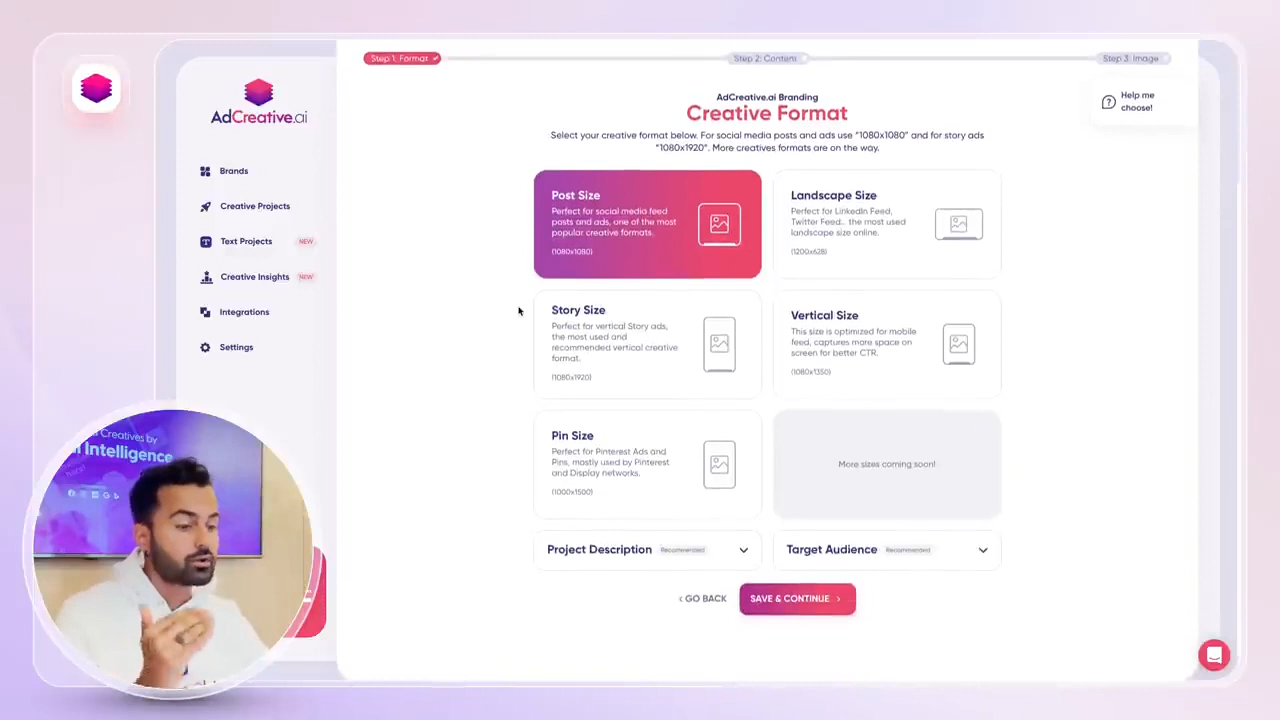 Step 1: Format
Step 2: Content
Step 3: Image
AdCreative.ai
Brands
Creative Projects
Text Projects NEW
Creative Insights NEW
Integrations
Settings
AdCreative.ai Branding
Creative Format
Select your creative format below. For social media posts and ads use "1080x1080" and for story ads
"1080x1920". More creatives formats are on the way.
Help me
choose!
Post Size
Perfect for social media feed
posts and ads, one of the most
popular creative formats.
(1080x1080)
Landscape Size
Perfect for LinkedIn Feed,
Twitter Feed.. the most used
landscape size online.
(1200x628)
Story Size
Perfect for vertical Story ads,
the most used and
recommended vertical creative
format.
(1080x1920)
Vertical Size
This size is optimized for mobile
feed, captures more space on
screen for better CTR.
(1080x1350)
Pin Size
Perfect for Pinterest Ads and
Pins, mostly used by Pinterest
and Display networks.
(1000x1500)
More sizes coming soon!
Project Description Recommended
Target Audience Recommended
‹ GO BACK
SAVE & CONTINUE ›
Creatives by
Intelligence